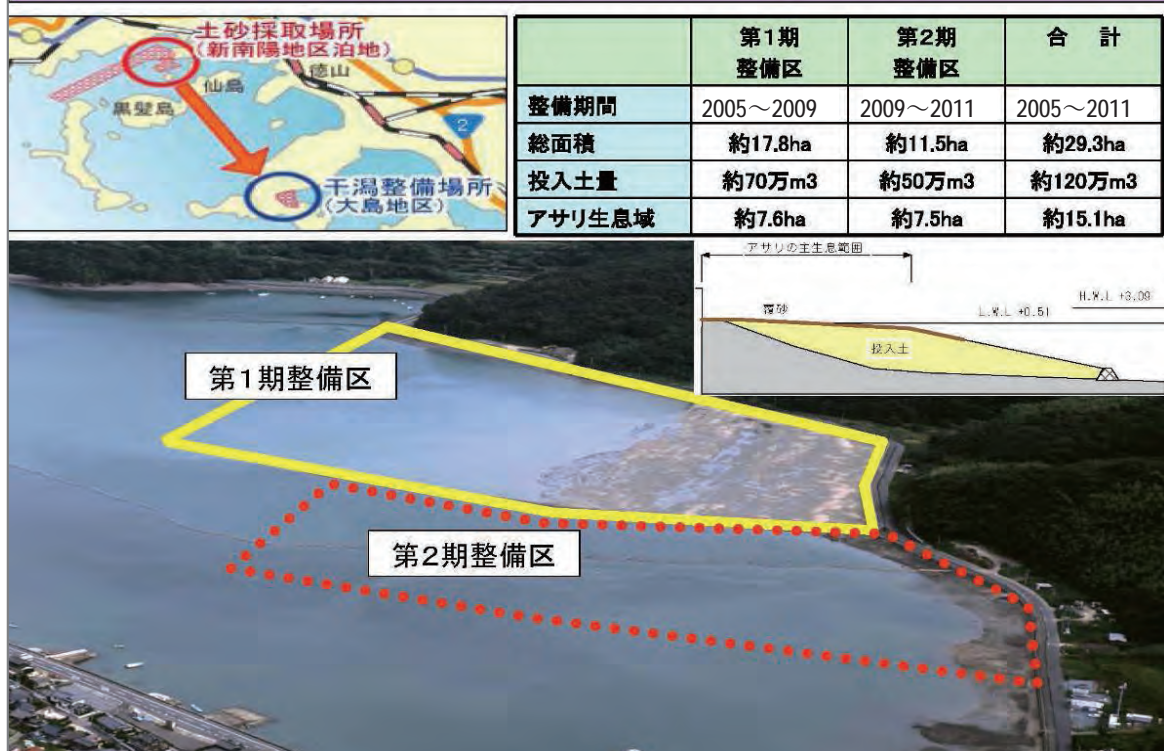 土砂採取場所
(新南陽地区泊地)
徳山
仙島
黒髪島
2
干潟整備場所
(大島地区)
第1期 第2期 合 計
整備区 整備区
整備期間 2005～2009 2009～2011 2005～2011
総面積 約17.8ha 約11.5ha 約29.3ha
投入土量 約70万m3 約50万m3 約120万m3
アサリ生息域 約7.6ha 約7.5ha 約15.1ha
アサリの主生息範囲
H.W.L +3.09
覆砂
L.W.L +0.51
投入土
第1期整備区
第2期整備区